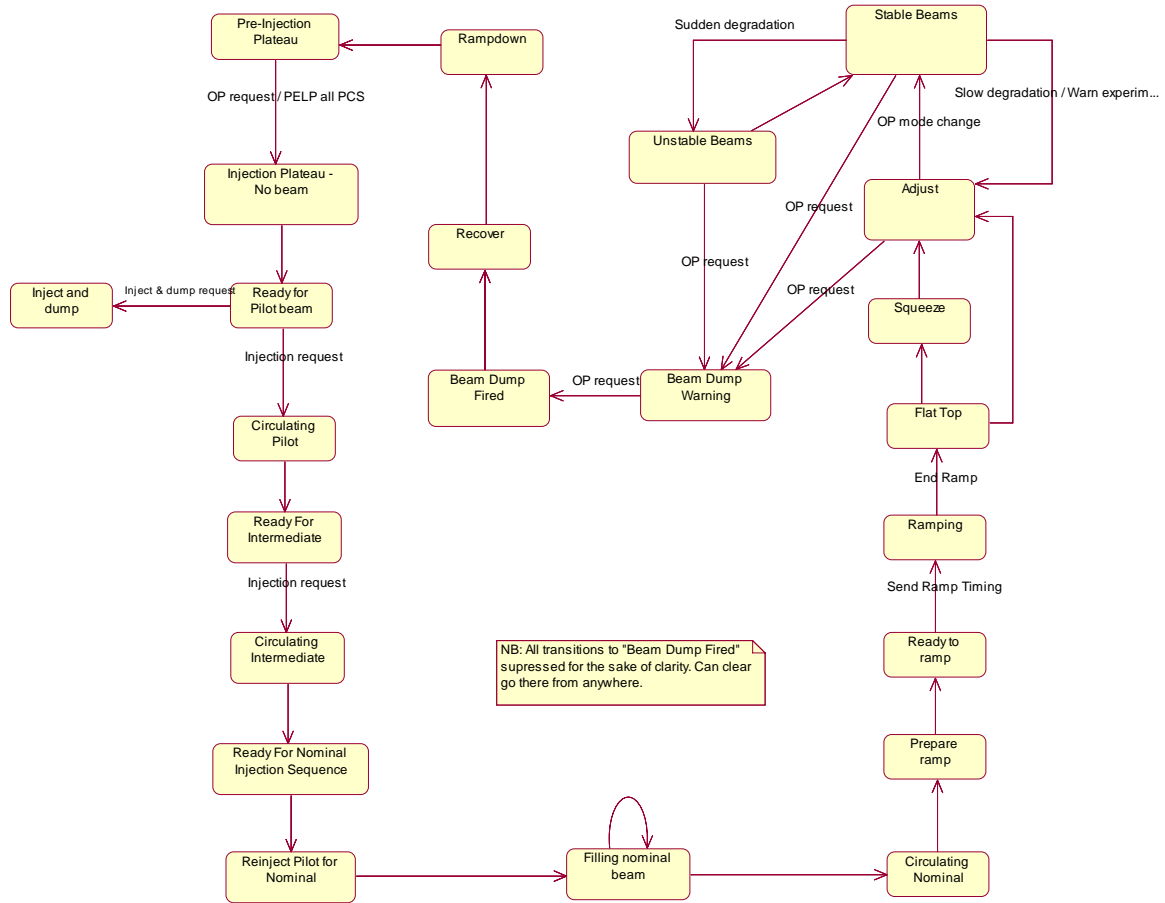 Pre-Injection
Plateau
Rampdown
Stable Beams
Sudden degradation
OP request / PELP all PCS
Slow degradation / Warn experim...
OP mode change
Unstable Beams
Injection Plateau -
No beam
Adjust
OP request
Recover
OP request
Inject and
dump
Inject & dump request
Ready for
Pilot beam
OP request
Squeeze
Injection request
Beam Dump
Fired
OP request
Beam Dump
Warning
Flat Top
Circulating
Pilot
End Ramp
Ready For
Intermediate
Ramping
Injection request
Send Ramp Timing
Circulating
Intermediate
NB: All transitions to "Beam Dump Fired"
supressed for the sake of clarity. Can clear
go there from anywhere.
Ready to
ramp
Ready For Nominal
Injection Sequence
Prepare
ramp
Reinject Pilot for
Nominal
Filling nominal
beam
Circulating
Nominal